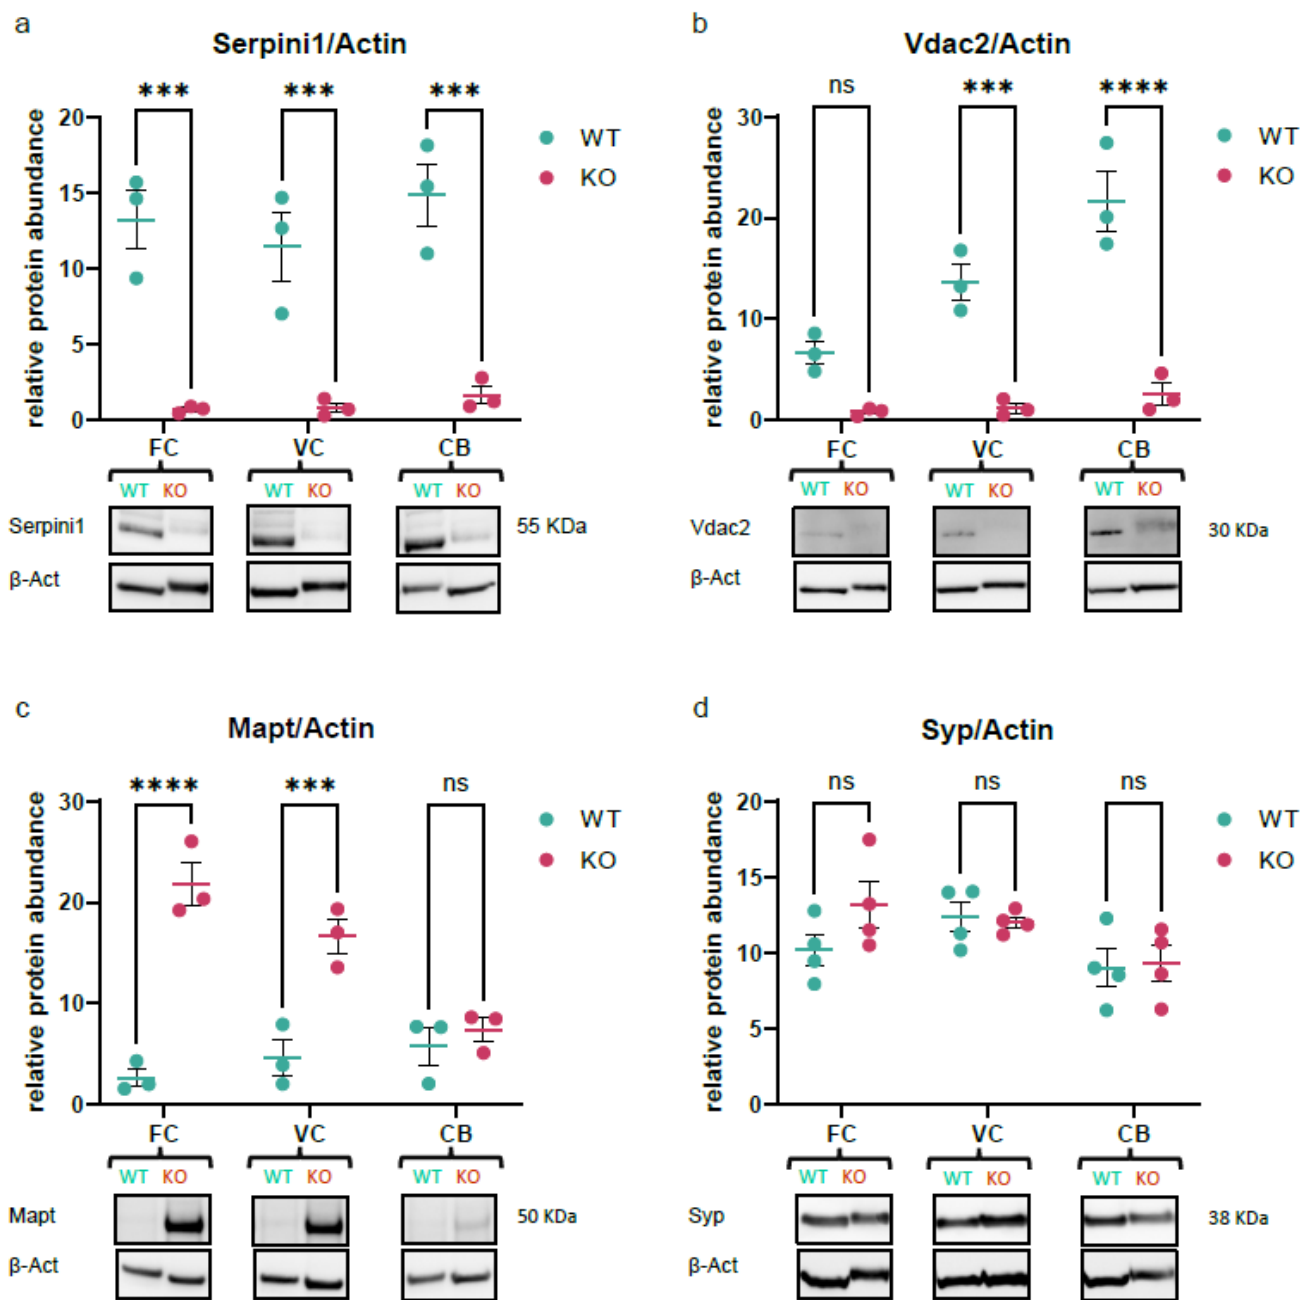 a
Serpini1/Actin
*** *** ***
relative protein abundance
20
15
10
5
0
WT
KO
FC VC CB
WT KO WT KO WT KO
Serpini1 55 KDa
β-Act
b
Vdac2/Actin
ns *** ****
relative protein abundance
30
20
10
0
WT
KO
FC VC CB
WT KO WT KO WT KO
Vdac2 30 KDa
β-Act
c
Mapt/Actin
**** *** ns
relative protein abundance
30
20
10
0
WT
KO
FC VC CB
WT KO WT KO WT KO
Mapt 50 KDa
β-Act
d
Syp/Actin
ns ns ns
relative protein abundance
20
15
10
5
0
WT
KO
FC VC CB
WT KO WT KO WT KO
Syp 38 KDa
β-Act